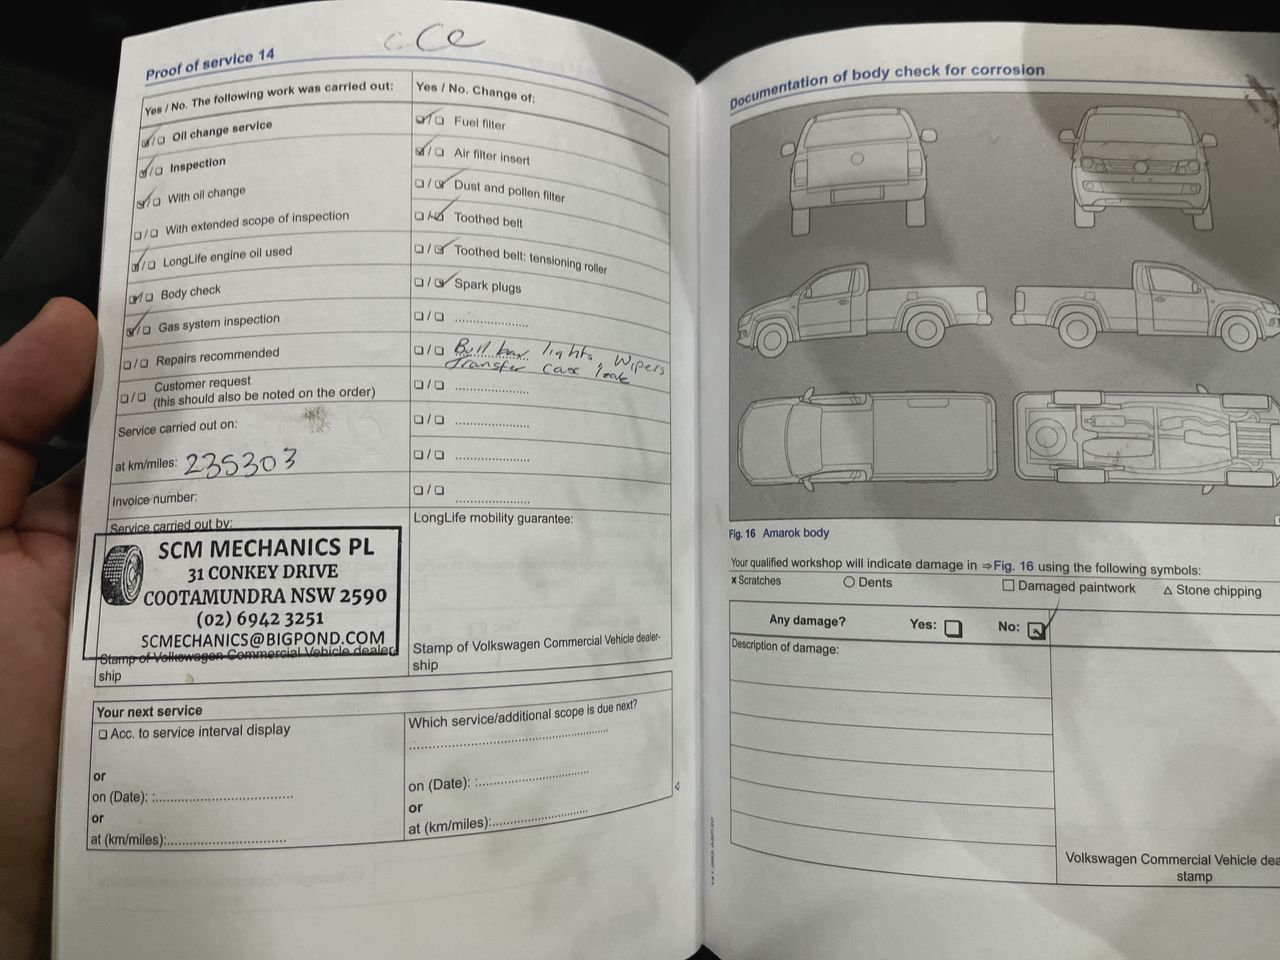 Proof of service 14
Yes / No. The following work was carried out:
Oil change service
Inspection
With oil change
With extended scope of inspection
LongLife engine oil used
Body check
Gas system inspection
Repairs recommended
Customer request
(this should also be noted on the order)
Service carried out on:
at km/miles: 235303
Invoice number:
Service carried out by:
SCM MECHANICS PL
31 CONKEY DRIVE
COOTAMUNDRA NSW 2590
(02) 6942 3251
SCMECHANICS@BIGPOND.COM
Stamp of Volkswagen Commercial Vehicle dealer-
ship
Yes / No. Change of:
Fuel filter
Air filter insert
Dust and pollen filter
Toothed belt
Toothed belt: tensioning roller
Spark plugs
Bull bar lights, Wipers
Transfer case leak
LongLife mobility guarantee:
Stamp of Volkswagen Commercial Vehicle dealer-
ship
Your next service
Acc. to service interval display
or
on (Date):
or
at (km/miles):
Which service/additional scope is due next?
on (Date):
or
at (km/miles):
Documentation of body check for corrosion
Fig. 16 Amarok body
Your qualified workshop will indicate damage in ⇒Fig. 16 using the following symbols:
x Scratches ○ Dents □ Damaged paintwork △ Stone chipping
Any damage? Yes: No:
Description of damage:
Volkswagen Commercial Vehicle
stamp